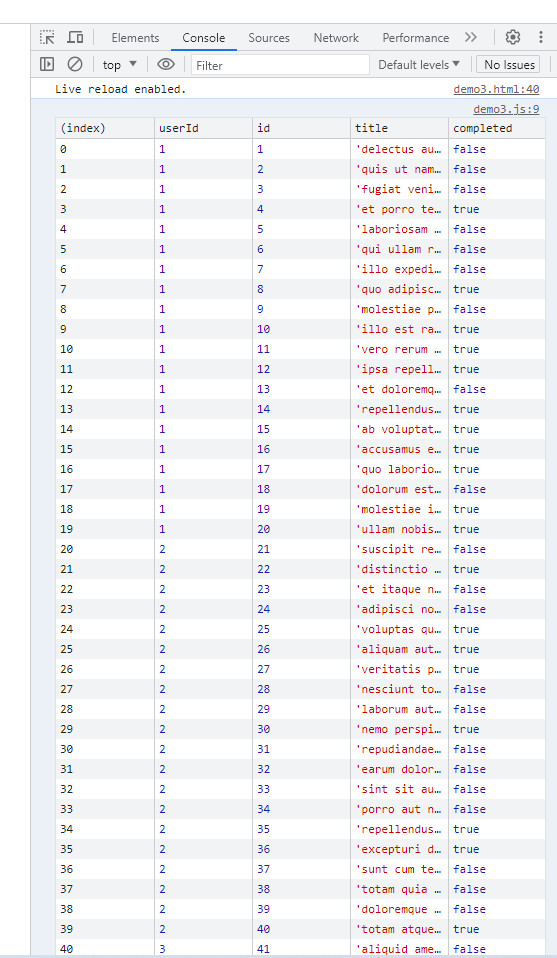 Elements Console Sources Network Performance
top Filter Default levels No Issues
Live reload enabled. demo3.html:40
demo3.js:9
(index) userId id title completed
0 1 1 'delectus au… false
1 1 2 'quis ut nam… false
2 1 3 'fugiat veni… false
3 1 4 'et porro te… true
4 1 5 'laboriosam … false
5 1 6 'qui ullam r… false
6 1 7 'illo expedi… false
7 1 8 'quo adipisc… true
8 1 9 'molestiae p… false
9 1 10 'illo est ra… true
10 1 11 'vero rerum … true
11 1 12 'ipsa repell… true
12 1 13 'et doloremq… false
13 1 14 'repellendus… true
14 1 15 'ab voluptat… true
15 1 16 'accusamus e… true
16 1 17 'quo laborio… true
17 1 18 'dolorum est… false
18 1 19 'molestiae i… true
19 1 20 'ullam nobis… true
20 2 21 'suscipit re… false
21 2 22 'distinctio … true
22 2 23 'et itaque n… false
23 2 24 'adipisci no… false
24 2 25 'voluptas qu… true
25 2 26 'aliquam aut… true
26 2 27 'veritatis p… true
27 2 28 'nesciunt to… false
28 2 29 'laborum aut… false
29 2 30 'nemo perspi… true
30 2 31 'repudiandae… false
31 2 32 'earum dolor… false
32 2 33 'sint sit au… false
33 2 34 'porro aut n… false
34 2 35 'repellendus… true
35 2 36 'excepturi d… true
36 2 37 'sunt cum te… false
37 2 38 'totam quia … false
38 2 39 'doloremque … false
39 2 40 'totam atque… true
40 3 41 'aliquid ame… false